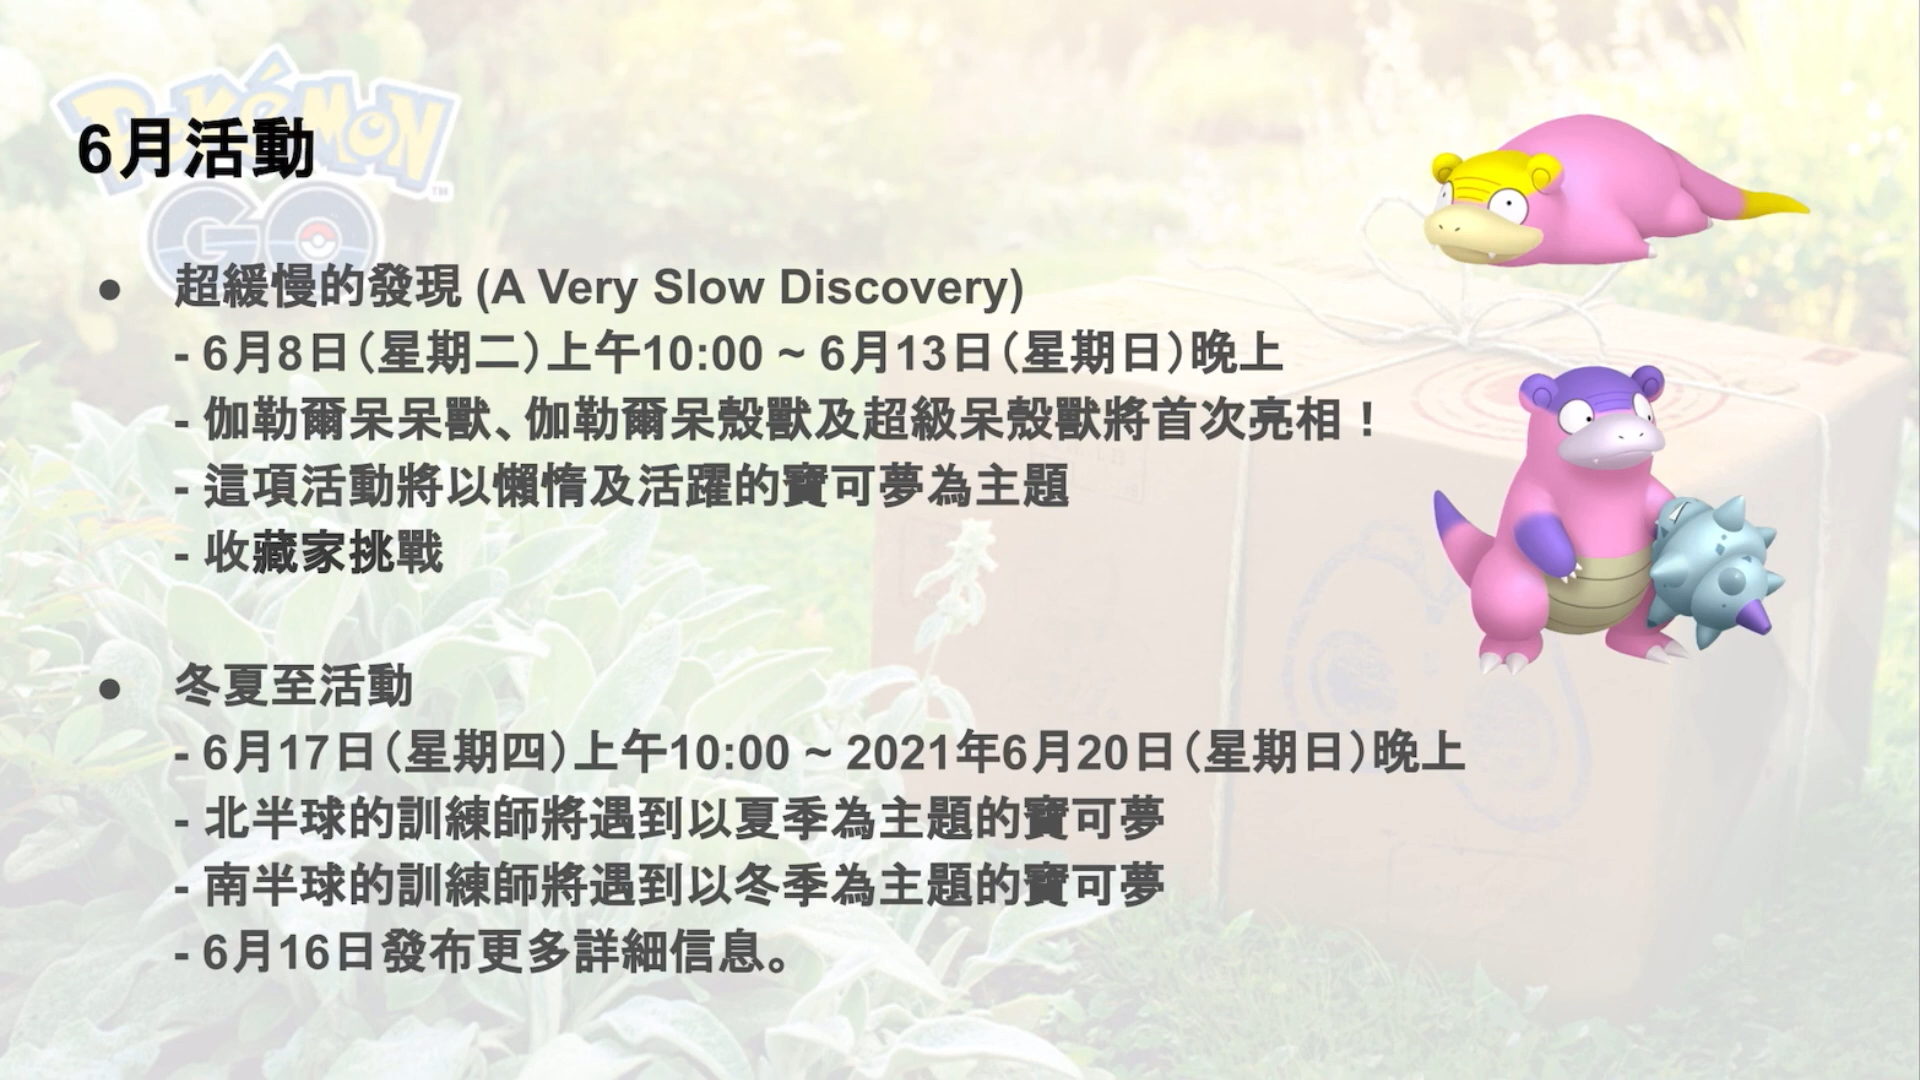 Pokémon
GO
TM
6月活動
● 超緩慢的發現 (A Very Slow Discovery)
- 6月8日（星期二）上午10:00 ~ 6月13日（星期日）晚上
- 伽勒爾呆呆獸、伽勒爾呆殼獸及超級呆殼獸將首次亮相！
- 這項活動將以懶惰及活躍的寶可夢為主題
- 收藏家挑戰
● 冬夏至活動
- 6月17日（星期四）上午10:00 ~ 2021年6月20日（星期日）晚上
- 北半球的訓練師將遇到以夏季為主題的寶可夢
- 南半球的訓練師將遇到以冬季為主題的寶可夢
- 6月16日發布更多詳細信息。